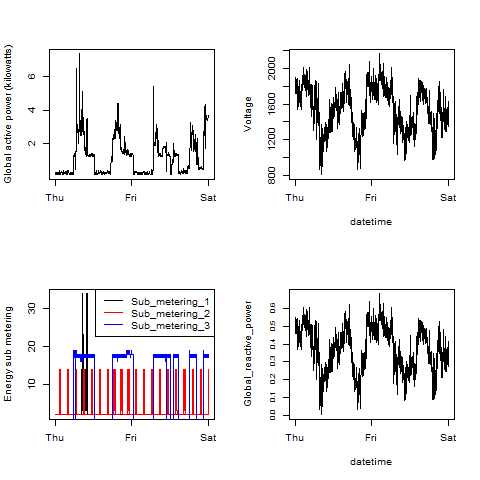 Global active power (kilowatts)
2 4 6
Thu Fri Sat
Voltage
800 1200 1600 2000
Thu Fri Sat
datetime
Energy sub metering
10 20 30
Sub_metering_1
Sub_metering_2
Sub_metering_3
Thu Fri Sat
Global_reactive_power
0.0 0.1 0.2 0.3 0.4 0.5 0.6
Thu Fri Sat
datetime